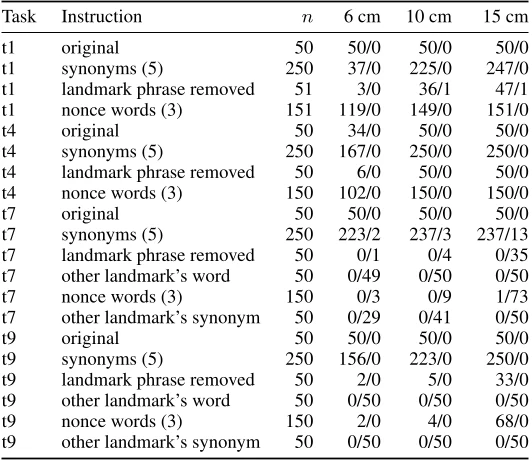 Task Instruction n 6 cm 10 cm 15 cm
t1 original 50 50/0 50/0 50/0
t1 synonyms (5) 250 37/0 225/0 247/0
t1 landmark phrase removed 51 3/0 36/1 47/1
t1 nonce words (3) 151 119/0 149/0 151/0
t4 original 50 34/0 50/0 50/0
t4 synonyms (5) 250 167/0 250/0 250/0
t4 landmark phrase removed 50 6/0 50/0 50/0
t4 nonce words (3) 150 102/0 150/0 150/0
t7 original 50 50/0 50/0 50/0
t7 synonyms (5) 250 223/2 237/3 237/13
t7 landmark phrase removed 50 0/1 0/4 0/35
t7 other landmark's word 50 0/49 0/50 0/50
t7 nonce words (3) 150 0/3 0/9 1/73
t7 other landmark's synonym 50 0/29 0/41 0/50
t9 original 50 50/0 50/0 50/0
t9 synonyms (5) 250 156/0 223/0 250/0
t9 landmark phrase removed 50 2/0 5/0 33/0
t9 other landmark's word 50 0/50 0/50 0/50
t9 nonce words (3) 150 2/0 4/0 68/0
t9 other landmark's synonym 50 0/50 0/50 0/50